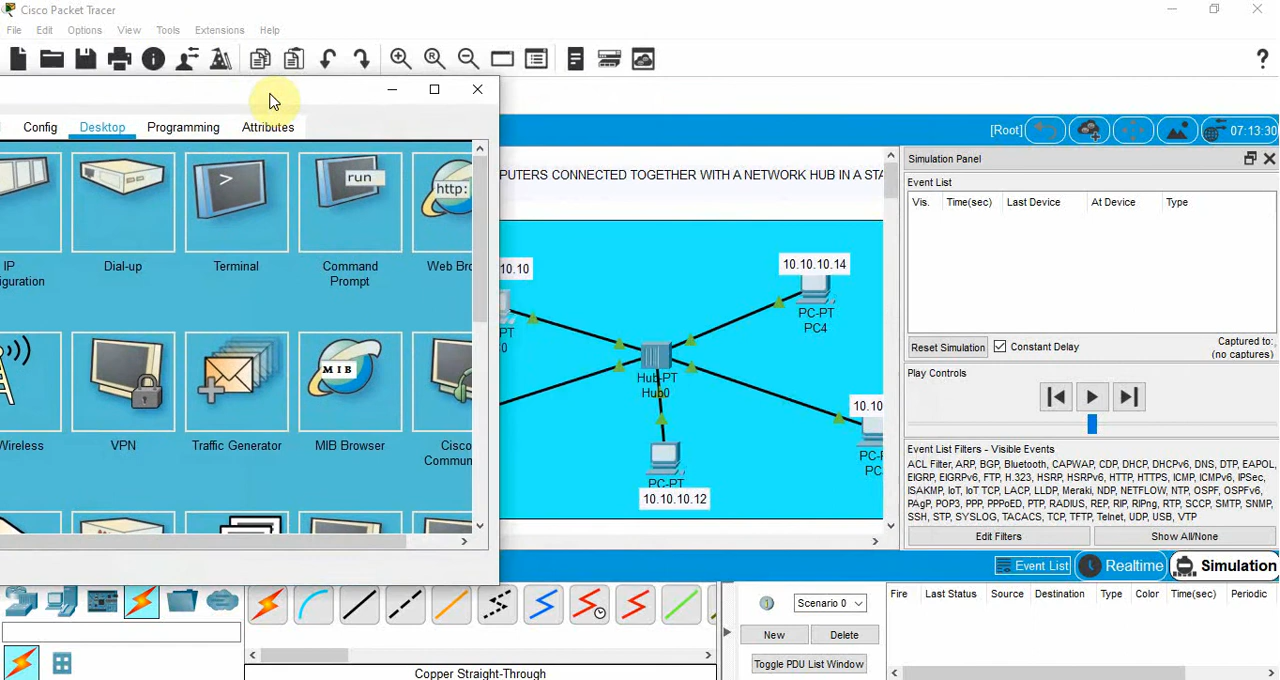 Cisco Packet Tracer
File Edit Options View Tools Extensions Help
Config Desktop Programming Attributes
[Root] 07:13:30
PUTERS CONNECTED TOGETHER WITH A NETWORK HUB IN A STA
run
http:
IP
iguration
Dial-up
Terminal
Command
Prompt
Web Bro
MIB
Wireless
VPN
Traffic Generator
MIB Browser
Cisco
Commun
10.10
10.10.10.14
PC-PT
PC4
PT
0
Hub-PT
Hub0
10.10
PC-P
PC
PC-PT
10.10.10.12
Simulation Panel
Event List
Vis. Time(sec) Last Device At Device Type
Reset Simulation Constant Delay Captured to:,
(no captures)
Play Controls
Event List Filters - Visible Events
ACL Filter, ARP, BGP, Bluetooth, CAPWAP, CDP, DHCP, DHCPv6, DNS, DTP, EAPOL,
EIGRP, EIGRPv6, FTP, H.323, HSRP, HSRPv6, HTTP, HTTPS, ICMP, ICMPv6, IPSec,
ISAKMP, IoT, IoT TCP, LACP, LLDP, Meraki, NDP, NETFLOW, NTP, OSPF, OSPFv6,
PAgP, POP3, PPP, PPPoED, PTP, RADIUS, REP, RIP, RIPng, RTP, SCCP, SMTP, SNMP,
SSH, STP, SYSLOG, TACACS, TCP, TFTP, Telnet, UDP, USB, VTP
Edit Filters Show All/None
Event List Realtime Simulation
Scenario 0
New Delete
Toggle PDU List Window
Fire Last Status Source Destination Type Color Time(sec) Periodic
Copper Straight-Through